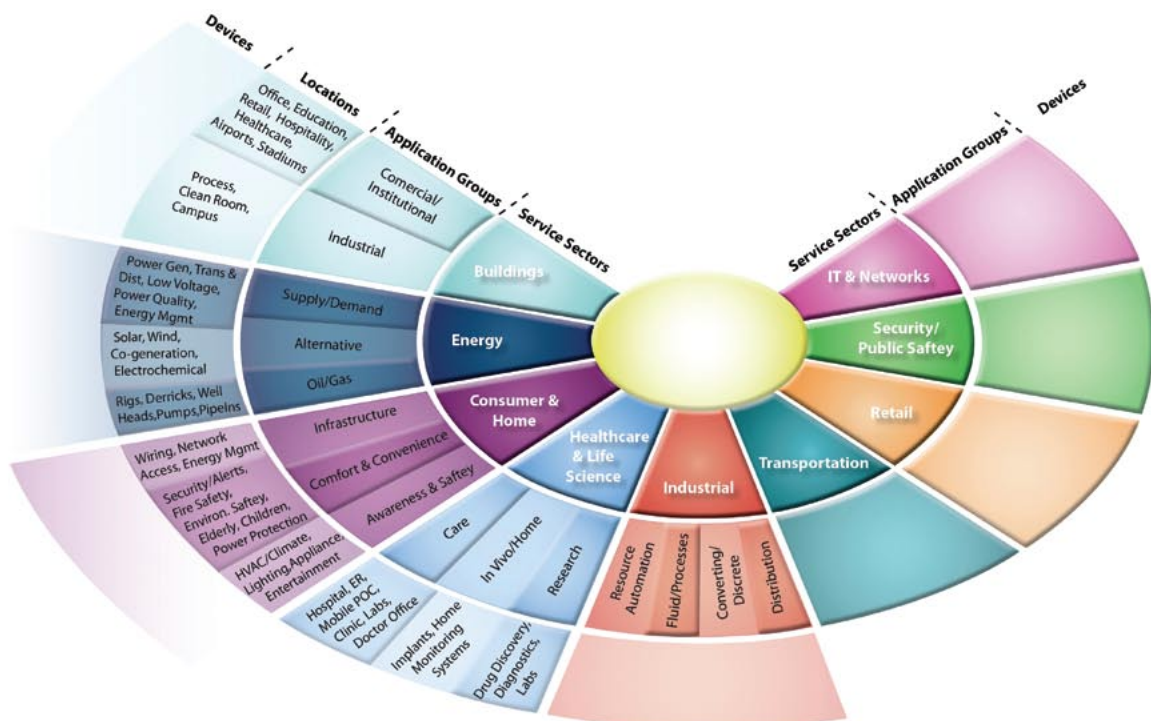 Devices
Locations
Application Groups
Service Sectors
Office, Education,
Retail, Hospitality,
Healthcare,
Airports, Stadiums
Process,
Clean Room,
Campus
Comercial/
Institutional
Industrial
Buildings
Power Gen, Trans &
Dist, Low Voltage,
Power Quality,
Energy Mgmt
Solar, Wind,
Co-generation,
Electrochemical
Rigs, Derricks, Well
Heads,Pumps,Pipelns
Supply/Demand
Alternative
Oil/Gas
Energy
Wiring, Network
Access, Energy Mgmt
Security/Alerts,
Fire Safety,
Environ. Saftey,
Elderly, Children,
Power Protection
HVAC/Climate,
Lighting,Appliance,
Entertainment
Infrastructure
Comfort & Convenience
Awareness & Saftey
Consumer &
Home
Hospital, ER,
Mobile POC,
Clinic, Labs,
Doctor Office
Implants, Home
Monitoring
Systems
Drug Discovery,
Diagnostics,
Labs
Care
In Vivo/Home
Research
Healthcare
& Life
Science
Resource
Automation
Fluid/Processes
Converting/
Discrete
Distribution
Industrial
Transportation
Retail
Security/
Public Saftey
IT & Networks
Service Sectors
Application Groups
Devices